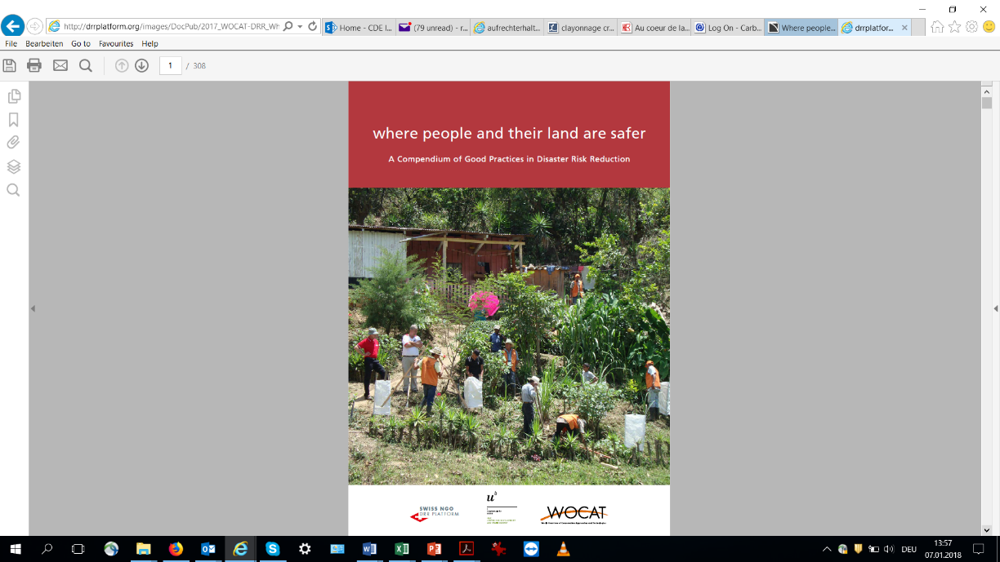 http://drrplatform.org/images/DocPub/2017_WOCAT-DRR_Wh
Home - CDE I...
(79 unread) - r...
aufrechterhalt...
clayonnage cr...
Au coeur de la...
Log On - Carb...
Where people...
drrplatfor...
File Bearbeiten Go to Favourites Help
1 / 308
where people and their land are safer
A Compendium of Good Practices in Disaster Risk Reduction
SWISS NGO
DRR PLATFORM
u b
WOCAT
DEU
13:57
07.01.2018